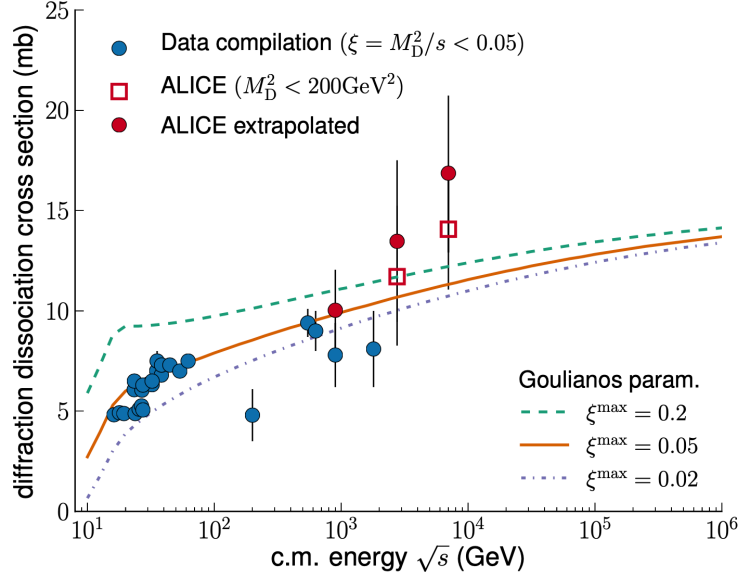 25
20
15
10
5
0
diffraction dissociation cross section (mb)
Data compilation (ξ = M_D^2/s < 0.05)
ALICE (M_D^2 < 200GeV^2)
ALICE extrapolated
Goulianos param.
ξ^max = 0.2
ξ^max = 0.05
ξ^max = 0.02
10^1 10^2 10^3 10^4 10^5 10^6
c.m. energy √s (GeV)